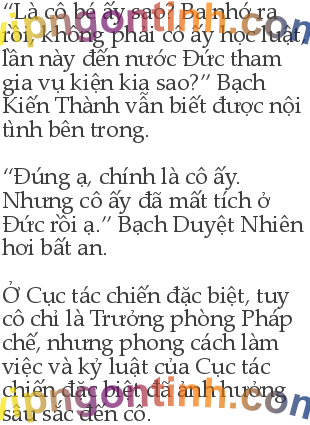 “Là cô bé ấy sao? Ba nhớ ra
rồi, không phải cô ấy học luật,
lần này đến nước Đức tham
gia vụ kiện kia sao?” Bạch
Kiến Thành vẫn biết được nội
tình bên trong.
“Đúng ạ, chính là cô ấy.
Nhưng cô ấy đã mất tích ở
Đức rồi ạ.” Bạch Duyệt Nhiên
hơi bất an.
Ở Cục tác chiến đặc biệt, tuy
cô chỉ là Trưởng phòng Pháp
chế, nhưng phong cách làm
việc và kỷ luật của Cục tác
chiến đặc biệt đã ảnh hưởng
sâu sắc đến cô.
vipngontinh.com
vipngontinh.com